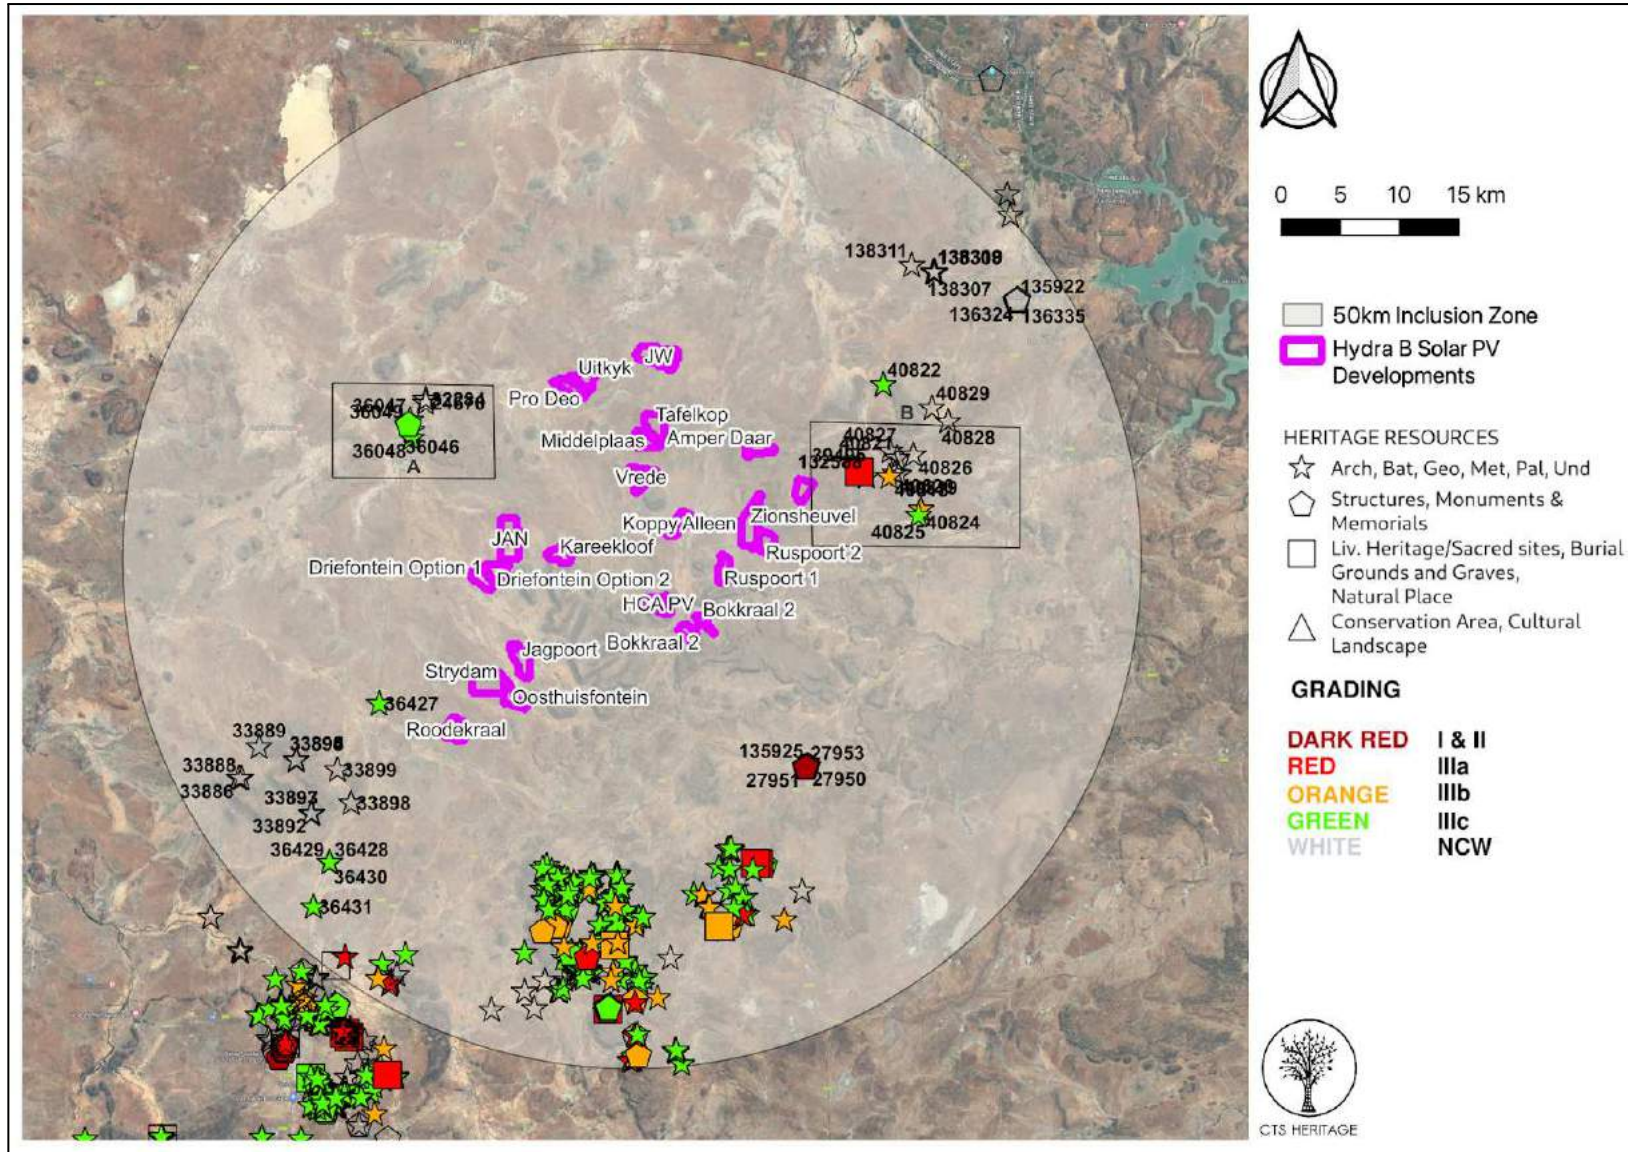 138311
138307
135922
136324
136335
JW
Uitkyk
40822
Pro Deo
36047
40829
Tafelkop
B
Middelplaas
Amper Daar
40827
40828
40821
36048
36046
40826
A
Vrede
Koppy Alleen
Zionsheuvel
40824
40825
JAN
Kareekloof
Ruspoort 2
Driefontein Option 1
Driefontein Option 2
Ruspoort 1
HCA PV
Bokkraal 2
Bokkraal 2
Jagpoort
Strydam
Oosthuisfontein
36427
Roodekraal
33889
33888
33899
135925
27953
33886
27951
27950
33898
33892
36429
36428
36430
36431
0 5 10 15 km
50km Inclusion Zone
Hydra B Solar PV
Developments
HERITAGE RESOURCES
Arch, Bat, Geo, Met, Pal, Und
Structures, Monuments &
Memorials
Liv. Heritage/Sacred sites, Burial
Grounds and Graves,
Natural Place
Conservation Area, Cultural
Landscape
GRADING
DARK RED I & II
RED IIIa
ORANGE IIIb
GREEN IIIc
WHITE NCW
CTS HERITAGE